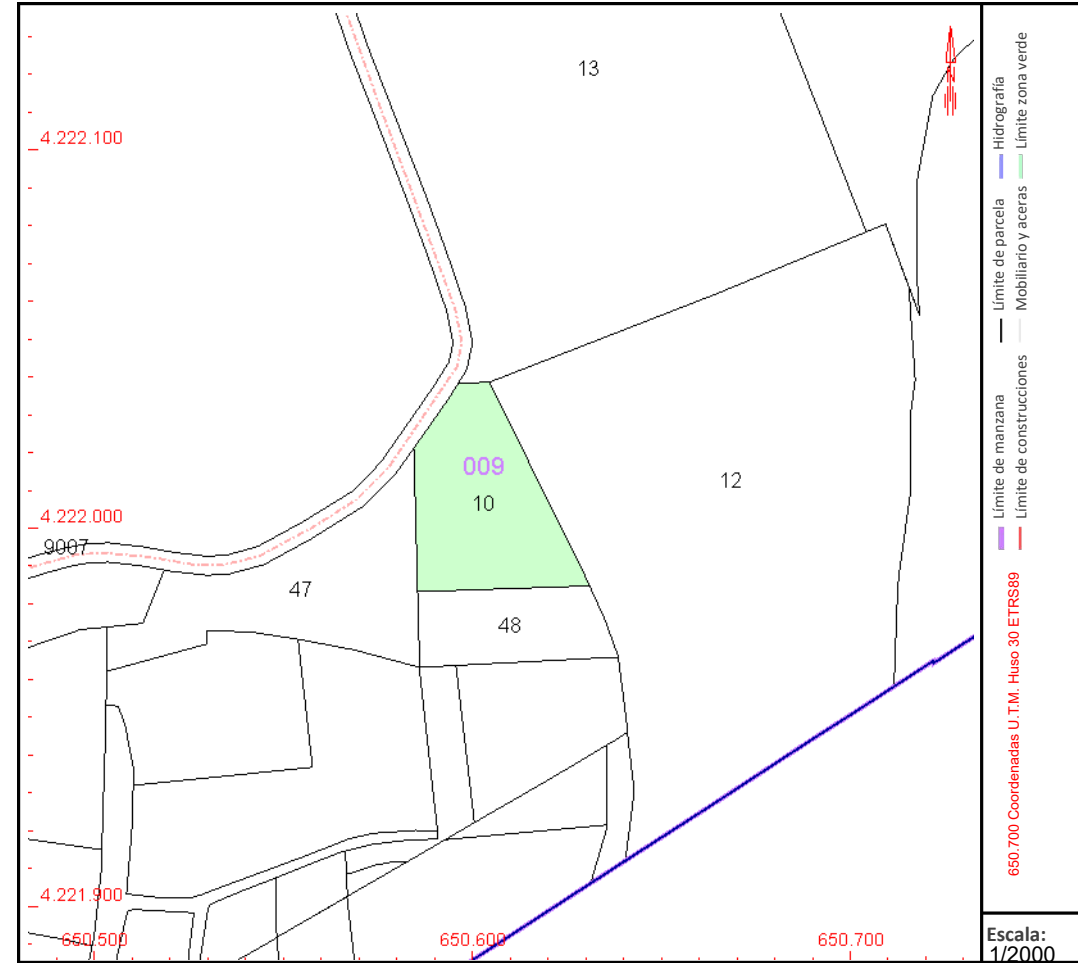 13
4.222.100
009
10
12
4.222.000
9007
47
48
4.221.900
650.500
650.600
650.700
Límite de manzana
Límite de parcela
Hidrografía
Límite de construcciones
Mobiliario y aceras
Límite zona verde
650.700 Coordenadas U.T.M. Huso 30 ETRS89
N
Escala:
1/2000